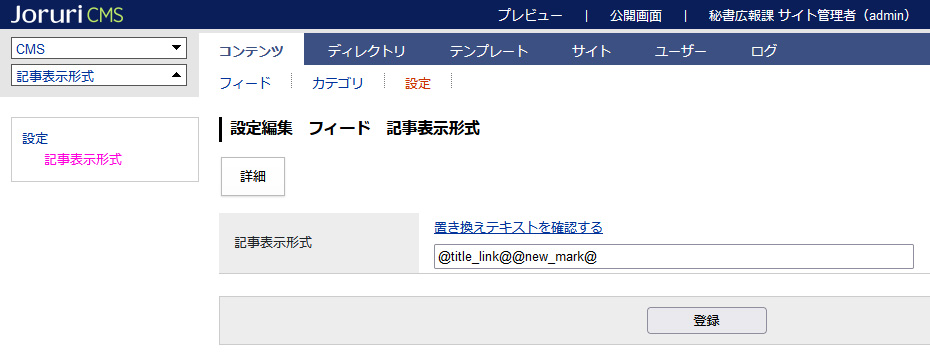 Joruri CMS
プレビュー | 公開画面 | 秘書広報課 サイト管理者（admin）
CMS
記事表示形式
コンテンツ ディレクトリ テンプレート サイト ユーザー ログ
フィード カテゴリ 設定
設定
記事表示形式
設定編集　フィード　記事表示形式
詳細
記事表示形式
置き換えテキストを確認する
@title_link@@new_mark@
登録